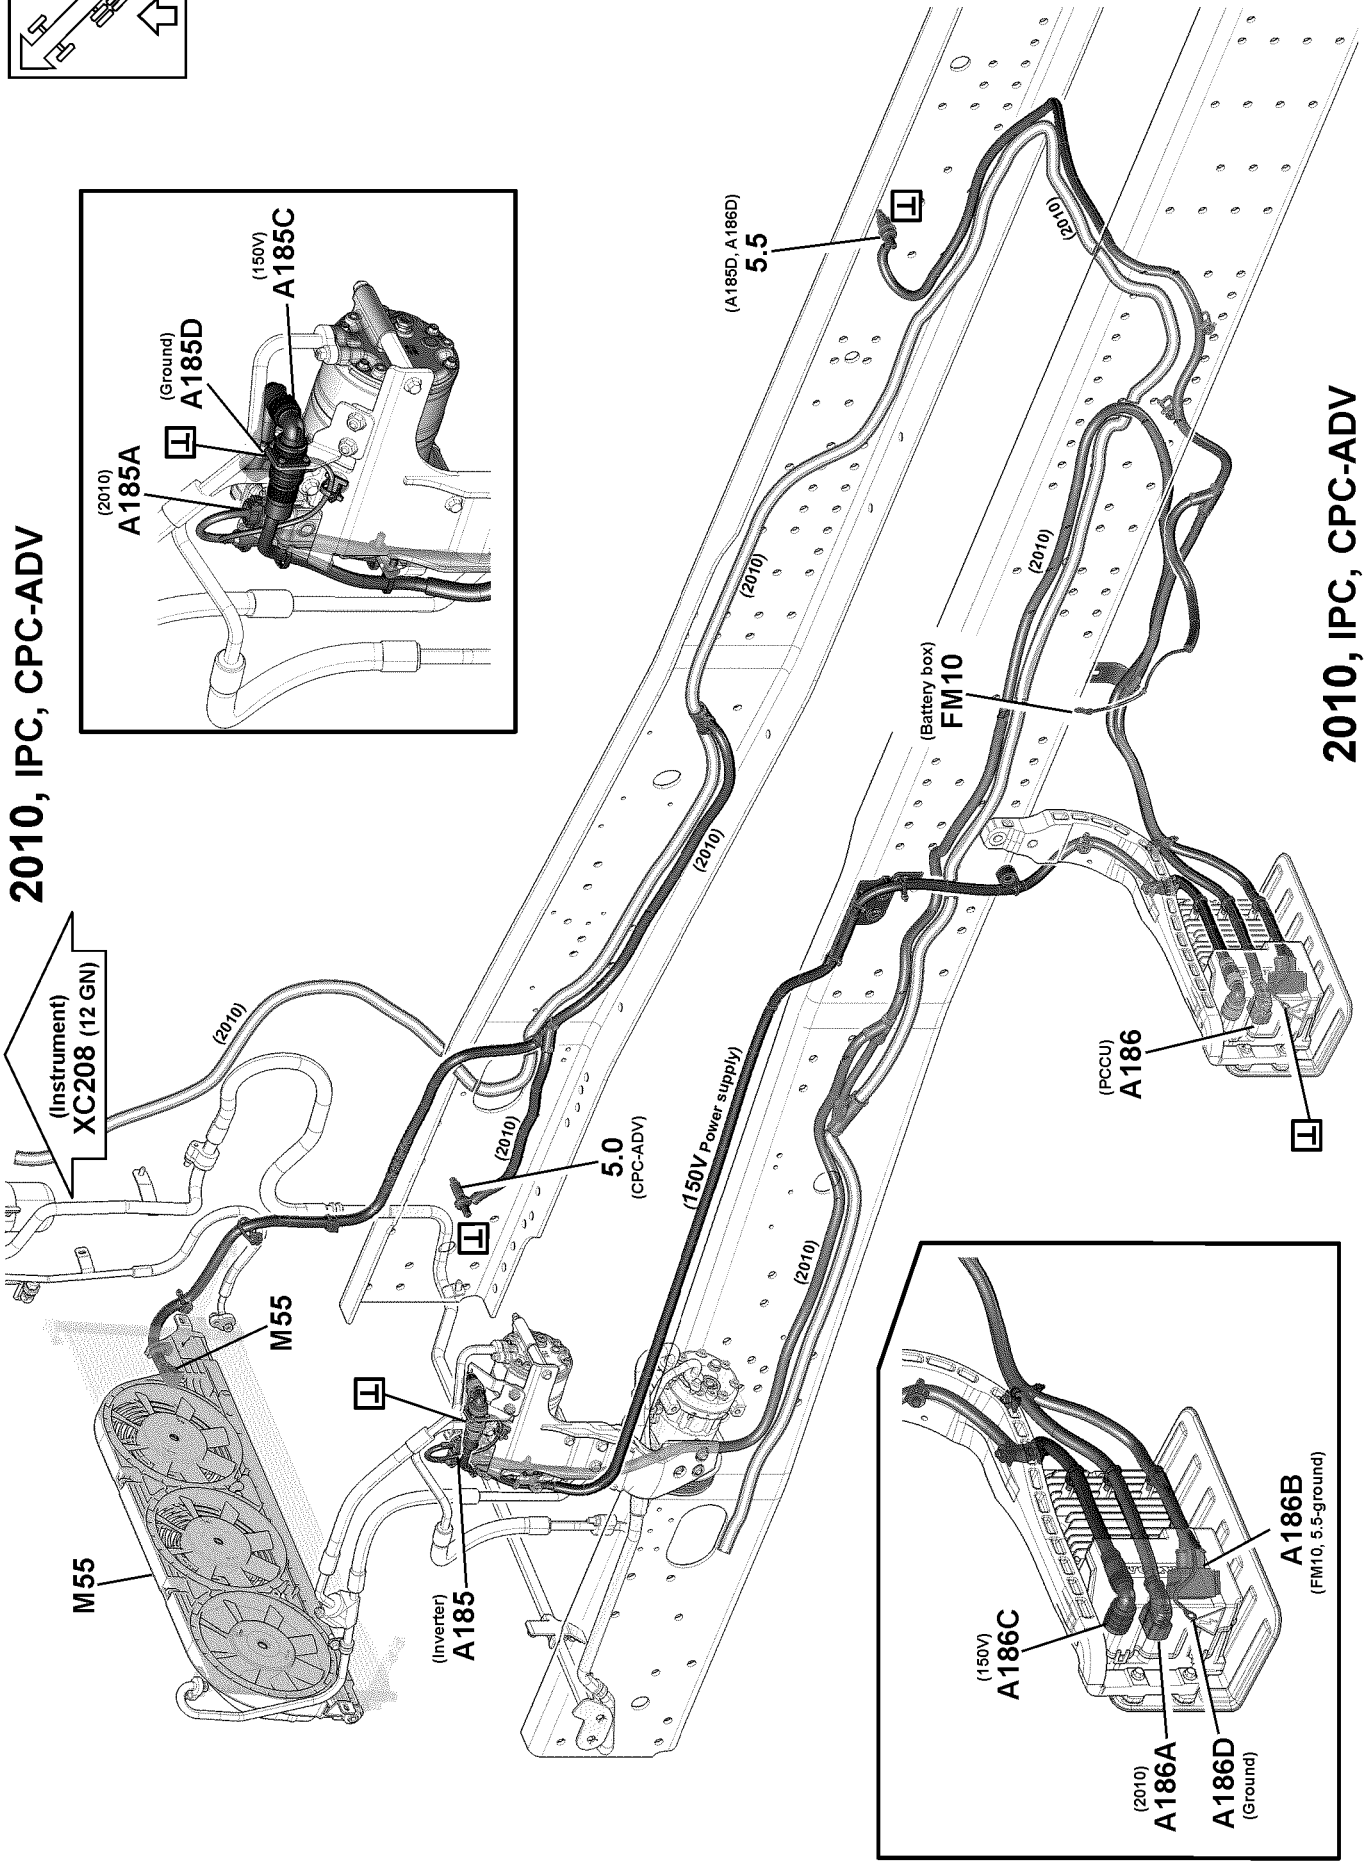 2010, IPC, CPC-ADV
(Instrument)
XC208 (12 GN)
(2010)
A185A
T
(Ground)
A185D
(150V)
A185C
M55
M55
(2010)
(2010)
5.0
(CPC-ADV)
T
(2010)
(2010)
(A185D, A186D)
5.5
T
(2010)
T
(Inverter)
A185
(150V Power supply)
(2010)
(Battery box)
FM10
(2010)
(PCCU)
A186
T
(150V)
A186C
(2010)
A186A
A186D
(Ground)
A186B
(FM10, 5.5-ground)
2010, IPC, CPC-ADV